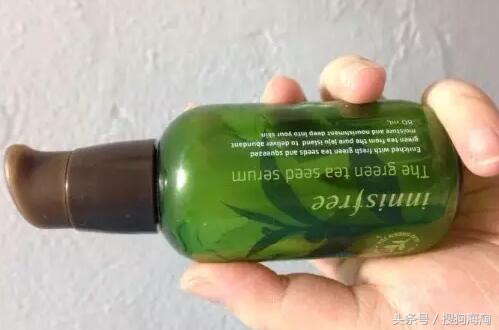 innisfree
The green tea seed serum
Enriched with fresh green tea seeds and squeezed
green tea from the pure Jeju island to deliver abundant
moisture and nourishment deep into your skin
80 mL
头条号 / 搜狗掏掏